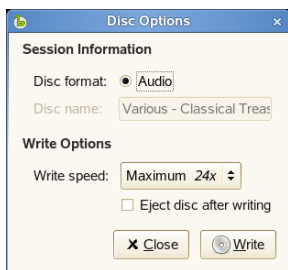 Disc Options
Session Information
Disc format: Audio
Disc name: Various - Classical Treas
Write Options
Write speed: Maximum 24x
Eject disc after writing
Close Write